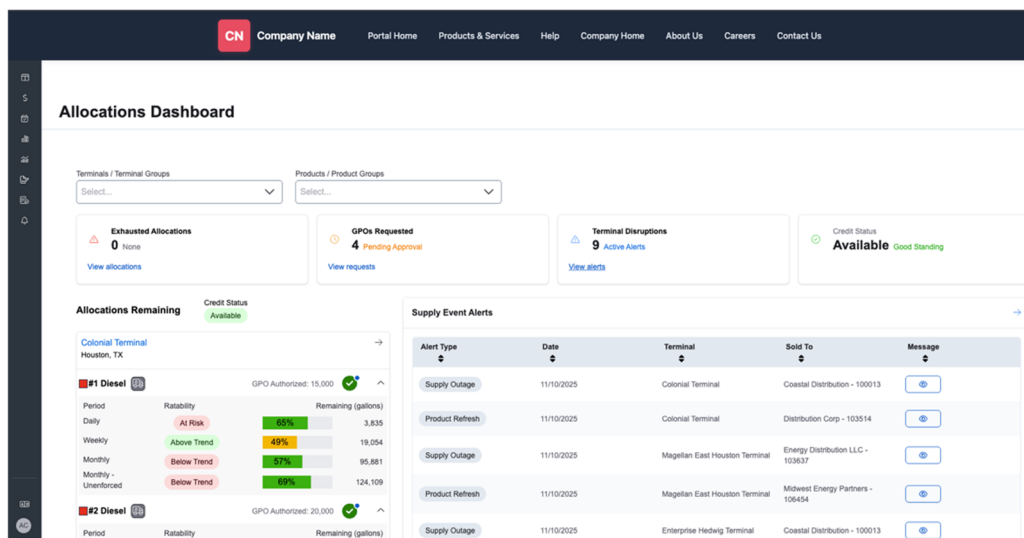 CN Company Name Portal Home Products & Services Help Company Home About Us Careers Contact Us
Allocations Dashboard
Terminals / Terminal Groups Products / Product Groups
Select... Select...
Exhausted Allocations
0 None
View allocations
GPOs Requested
4 Pending Approval
View requests
Terminal Disruptions
9 Active Alerts
View alerts
Credit Status
Available Good Standing
Allocations Remaining
Credit Status
Available
Colonial Terminal
Houston, TX
#1 Diesel GPO Authorized: 15,000
Period Ratability Remaining (gallons)
Daily At Risk 65% 3,835
Weekly Above Trend 49% 19,054
Monthly Below Trend 57% 95,881
Monthly -
Unenforced Below Trend 69% 124,109
#2 Diesel GPO Authorized: 20,000
Period Ratability Remaining (gallons)
Supply Event Alerts
Alert Type Date Terminal Sold To Message
Supply Outage 11/10/2025 Colonial Terminal Coastal Distribution - 100013
Product Refresh 11/10/2025 Colonial Terminal Distribution Corp - 103514
Supply Outage 11/10/2025 Magellan East Houston Terminal Energy Distribution LLC -
103637
Product Refresh 11/10/2025 Magellan East Houston Terminal Midwest Energy Partners -
106454
Supply Outage 11/10/2025 Enterprise Hedwig Terminal Coastal Distribution - 100013
AC